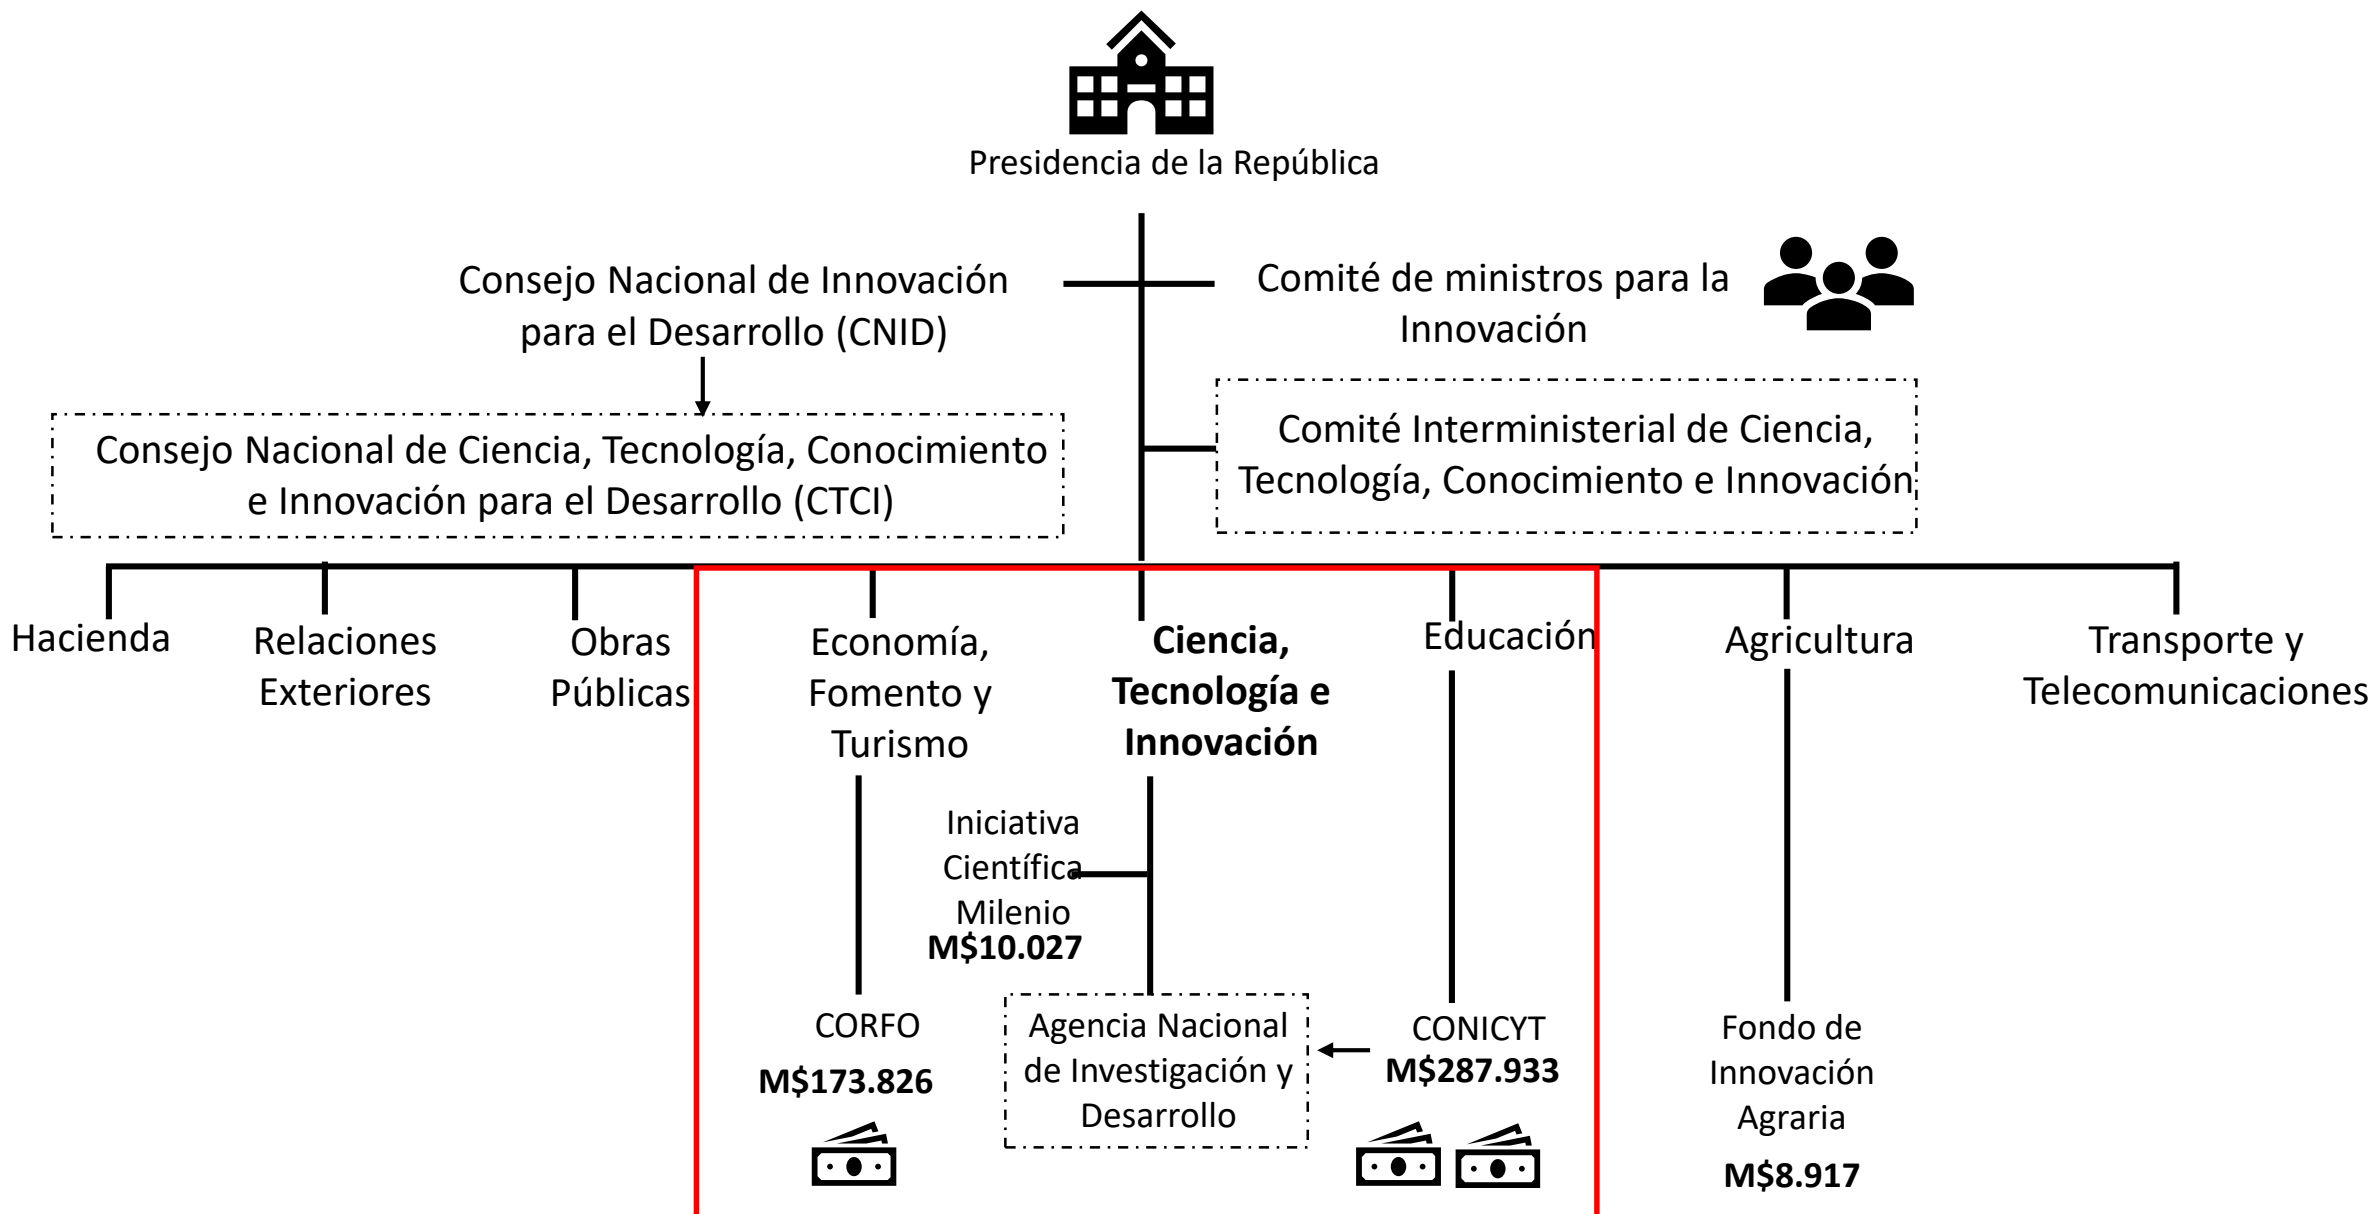 Presidencia de la República
Consejo Nacional de Innovación
para el Desarrollo (CNID)
Comité de ministros para la
Innovación
Consejo Nacional de Ciencia, Tecnología, Conocimiento
e Innovación para el Desarrollo (CTCI)
Comité Interministerial de Ciencia,
Tecnología, Conocimiento e Innovación
Hacienda
Relaciones
Exteriores
Obras
Públicas
Economía,
Fomento y
Turismo
Ciencia,
Tecnología e
Innovación
Educación
Agricultura
Transporte y
Telecomunicaciones
Iniciativa
Científica
Milenio
M$10.027
CORFO
M$173.826
Agencia Nacional
de Investigación y
Desarrollo
CONICYT
M$287.933
Fondo de
Innovación
Agraria
M$8.917